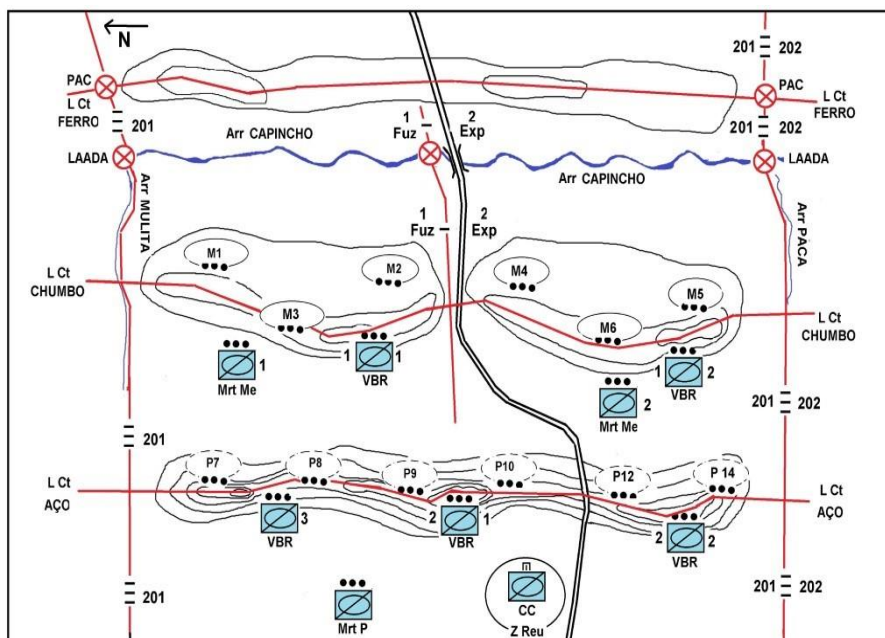 N
201 202
PAC
L Ct
FERRO
201
PAC
L Ct
FERRO
201 202
1
Fuz
2
Exp
Arr CAPINCHO
LAADA
LAADA
Arr CAPINCHO
Arr MULITA
Arr PACA
1
Fuz
2
Exp
M1
M2
M4
M5
L Ct
CHUMBO
M3
M6
L Ct
CHUMBO
1
Mrt Me
1 1
VBR
1 2
VBR
2
Mrt Me
201 202
201
P7
P8
P9
P10
P12
P 14
L Ct
AÇO
L Ct
AÇO
3
VBR
2 1
VBR
2 2
VBR
201
Mrt P
E
CC
Z Reu
201 202